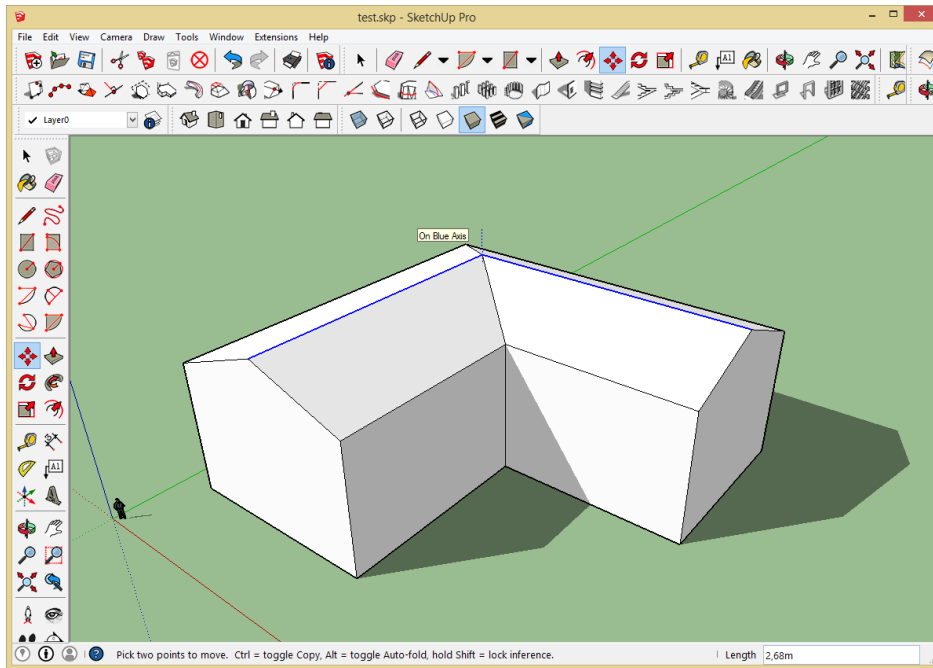 test.skp - SketchUp Pro
File Edit View Camera Draw Tools Window Extensions Help
A1
Layer0
On Blue Axis
A1
Pick two points to move. Ctrl = toggle Copy, Alt = toggle Auto-fold, hold Shift = lock inference.
Length 2,68m